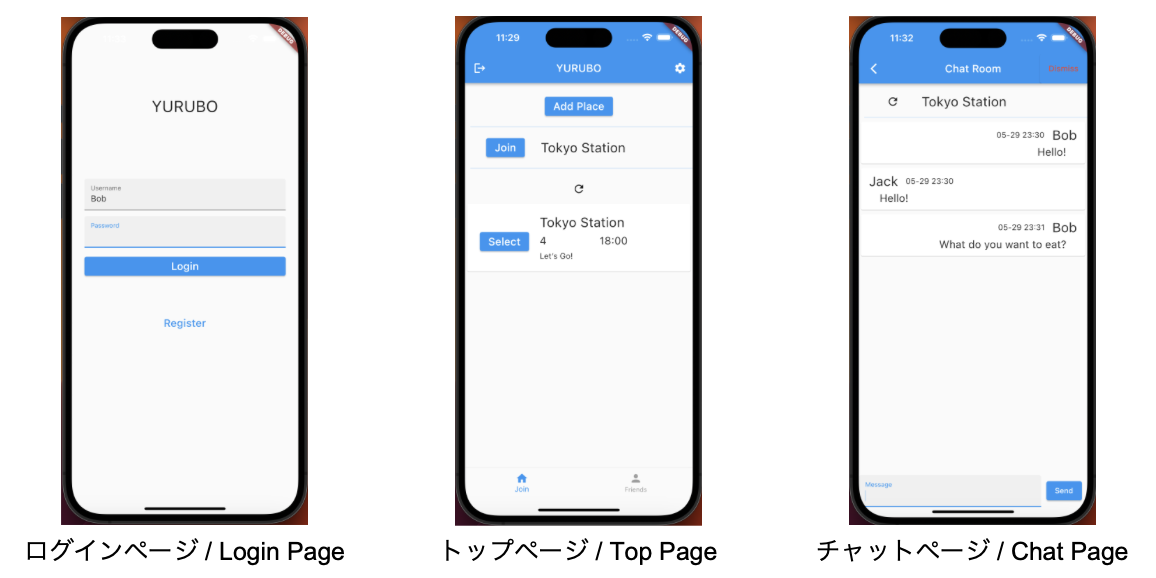 DEBUG
YURUBO
Username
Bob
Password
Login
Register
ログインページ / Login Page
11:29
DEBUG
YURUBO
Add Place
Join
Tokyo Station
Tokyo Station
Select
4
18:00
Let's Go!
Join
Friends
トップページ / Top Page
11:32
DEBUG
Chat Room
Tokyo Station
05-29 23:30 Bob
Hello!
Jack 05-29 23:30
Hello!
05-29 23:31 Bob
What do you want to eat?
Message
Send
チャットページ / Chat Page